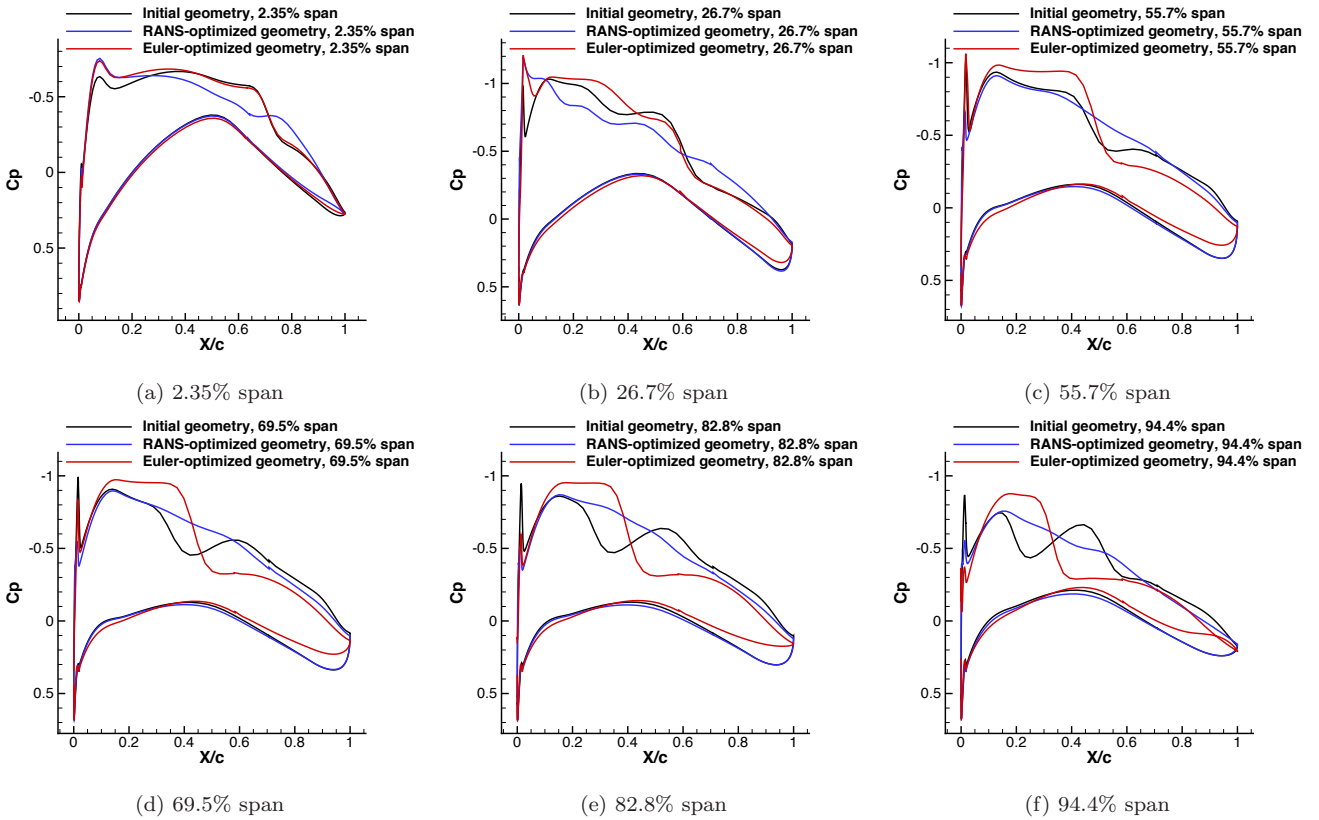 Initial geometry, 2.35% span
RANS-optimized geometry, 2.35% span
Euler-optimized geometry, 2.35% span
-0.5
0
0.5
Cp
0 0.2 0.4 0.6 0.8 1
X/c
(a) 2.35% span
Initial geometry, 26.7% span
RANS-optimized geometry, 26.7% span
Euler-optimized geometry, 26.7% span
-1
-0.5
0
0.5
Cp
0 0.2 0.4 0.6 0.8 1
X/c
(b) 26.7% span
Initial geometry, 55.7% span
RANS-optimized geometry, 55.7% span
Euler-optimized geometry, 55.7% span
-1
-0.5
0
0.5
Cp
0 0.2 0.4 0.6 0.8 1
X/c
(c) 55.7% span
Initial geometry, 69.5% span
RANS-optimized geometry, 69.5% span
Euler-optimized geometry, 69.5% span
-1
-0.5
0
0.5
Cp
0 0.2 0.4 0.6 0.8 1
X/c
(d) 69.5% span
Initial geometry, 82.8% span
RANS-optimized geometry, 82.8% span
Euler-optimized geometry, 82.8% span
-1
-0.5
0
0.5
Cp
0 0.2 0.4 0.6 0.8 1
X/c
(e) 82.8% span
Initial geometry, 94.4% span
RANS-optimized geometry, 94.4% span
Euler-optimized geometry, 94.4% span
-1
-0.5
0
0.5
Cp
0 0.2 0.4 0.6 0.8 1
X/c
(f) 94.4% span